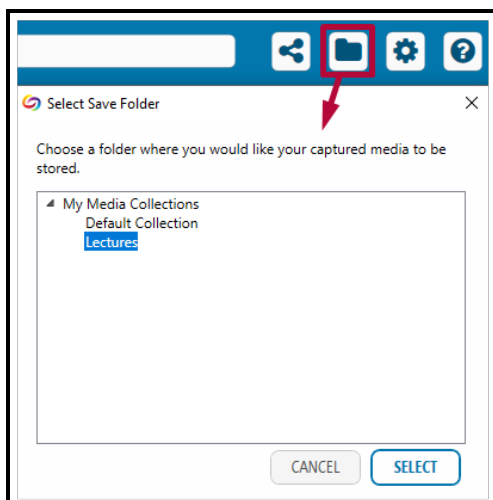 Select Save Folder
Choose a folder where you would like your captured media to be
stored.
My Media Collections
Default Collection
Lectures
CANCEL
SELECT